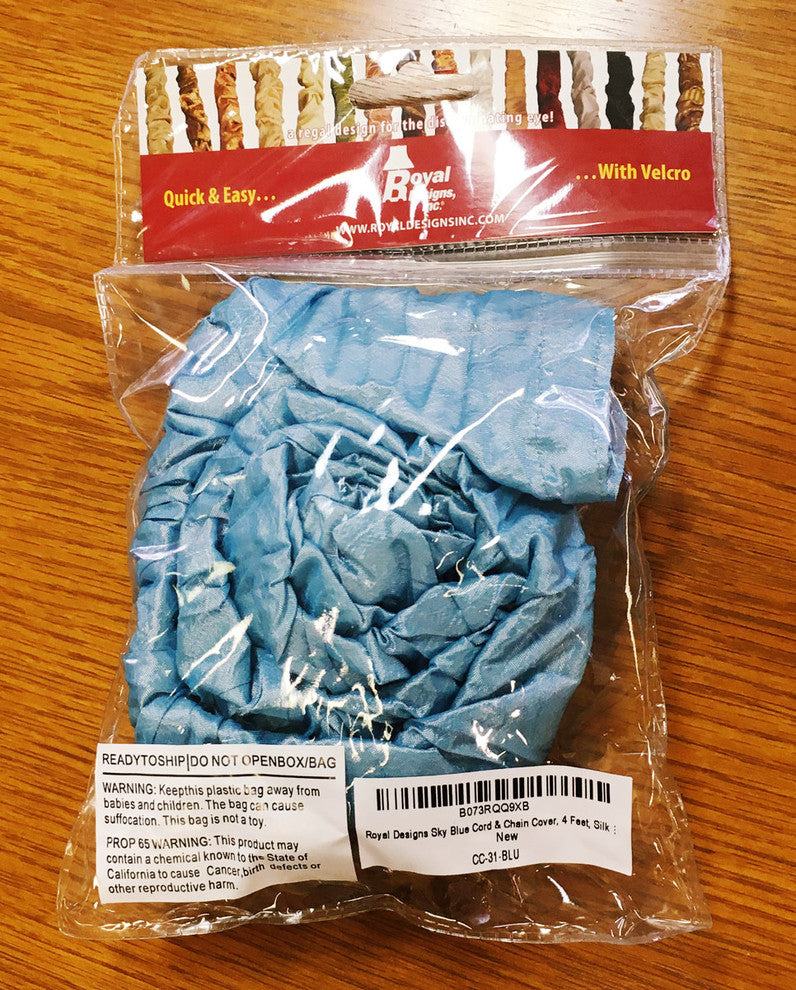 a regal design for the discriminating eye!
Quick & Easy...
Royal
Designs,
Inc.®
...With Velcro
WWW.ROYALDESIGNSINC.COM
READYTOSHIP|DO NOT OPENBOX/BAG
WARNING: Keepthis plastic bag away from
babies and children. The bag can cause
suffocation. This bag is not a toy.
PROP 65 WARNING: This product may
contain a chemical known to the State of
California to cause Cancer,birth defects or
other reproductive harm.
B073RQQ9XB
Royal Designs Sky Blue Cord & Chain Cover, 4 Feet, Silk
New
CC-31-BLU